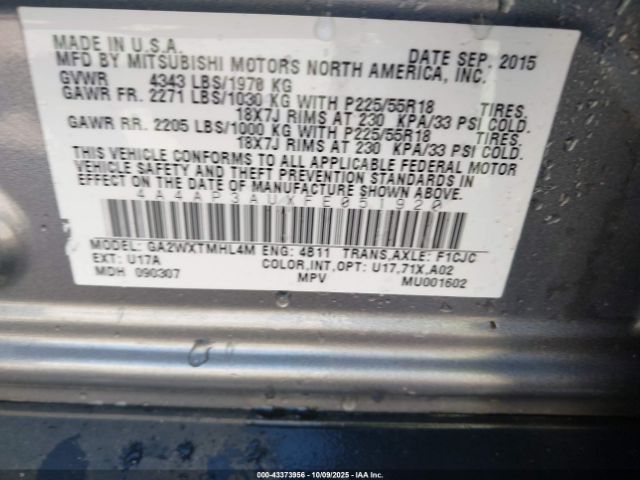 MADE IN U.S.A. DATE SEP. 2015
MFD BY MITSUBISHI MOTORS NORTH AMERICA, INC.
GVWR 4343 LBS/1970 KG
GAWR FR. 2271 LBS/1030 KG WITH P225/55R18 TIRES
18X7J RIMS AT 230 KPA/33 PSI COLD.
GAWR RR. 2205 LBS/1000 KG WITH P225/55R18 TIRES,
18X7J RIMS AT 230 KPA/33 PSI COLD.
THIS VEHICLE CONFORMS TO ALL APPLICABLE FEDERAL MOTOR
VEHICLE SAFETY AND THEFT PREVENTION STANDARDS IN
EFFECT ON THE DATE OF MANUFACTURE SHOWN ABOVE.
4A4AP3AUXFE051920
MODEL: GA2WXTMHL4M ENG: 4B11 TRANS,AXLE: F1CJC
EXT: U17A COLOR,INT,OPT: U17,71X,A02
MDH 090307 MPV MU001602
000-43373956 - 10/09/2025 - IAAI.COM